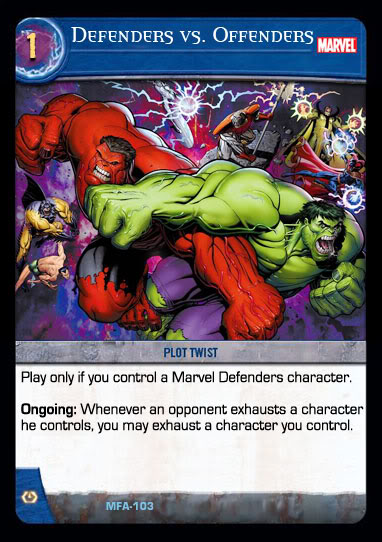 1
DEFENDERS VS. OFFENDERS
MARVEL
PLOT TWIST
Play only if you control a Marvel Defenders character.
Ongoing: Whenever an opponent exhausts a character
he controls, you may exhaust a character you control.
MFA-103